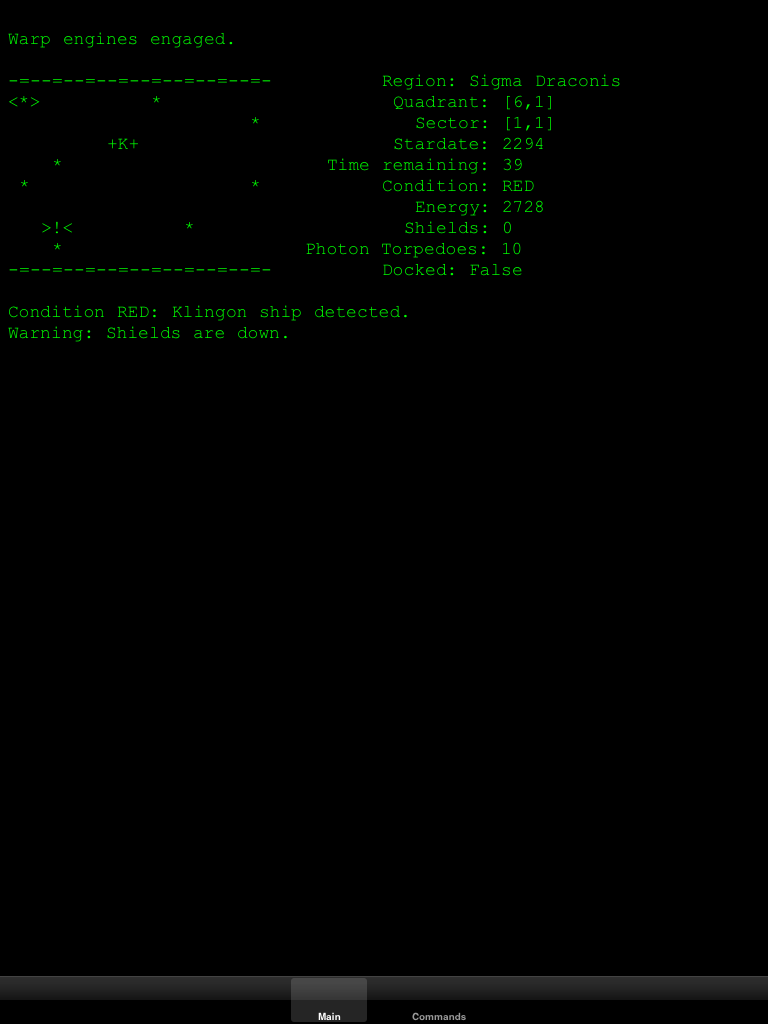 Warp engines engaged.
-=--=--=--=--=--=--=--=- Region: Sigma Draconis
<*> * Quadrant: [6,1]
* Sector: [1,1]
+K+ Stardate: 2294
* Time remaining: 39
* * Condition: RED
Energy: 2728
>!< * Shields: 0
* Photon Torpedoes: 10
-=--=--=--=--=--=--=--=- Docked: False
Condition RED: Klingon ship detected.
Warning: Shields are down.
Main Commands